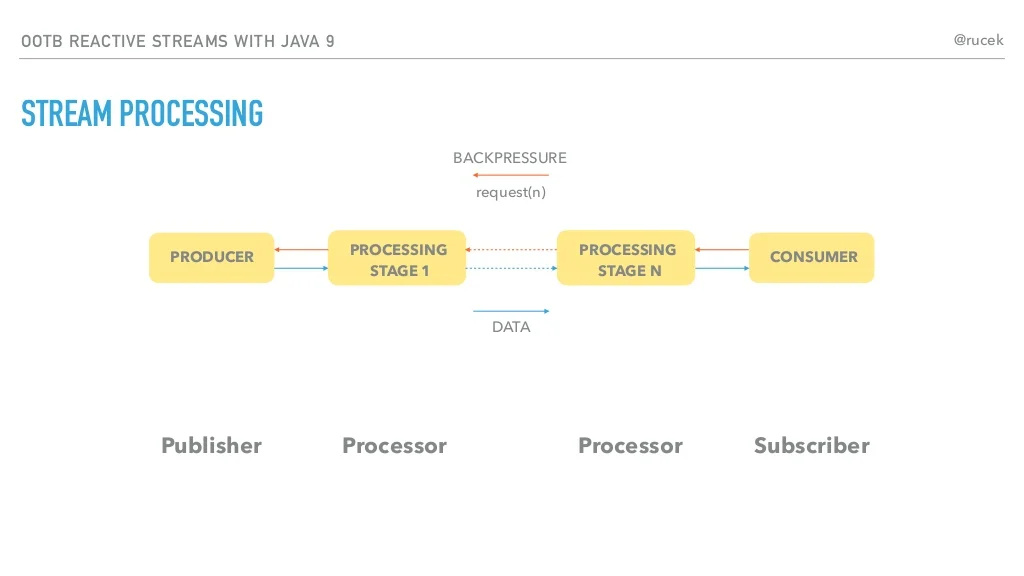 OOTB REACTIVE STREAMS WITH JAVA 9
@rucek
STREAM PROCESSING
BACKPRESSURE
request(n)
PRODUCER
PROCESSING
STAGE 1
PROCESSING
STAGE N
CONSUMER
DATA
Publisher
Processor
Processor
Subscriber